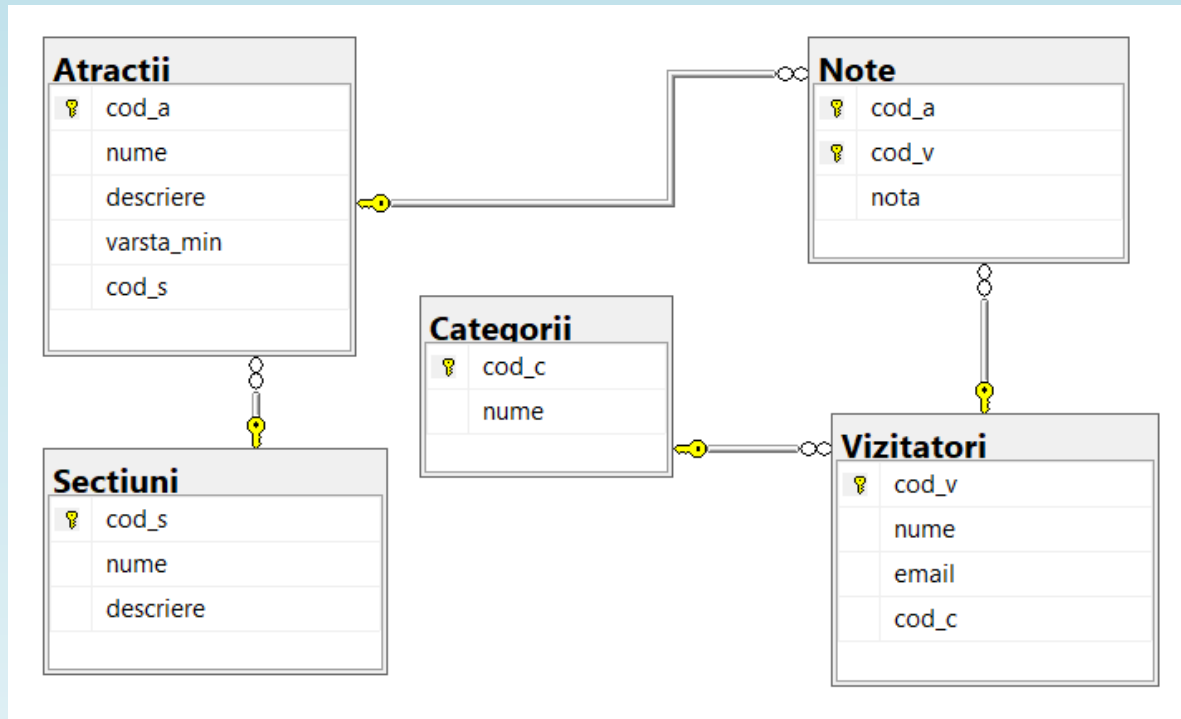 Atractii
cod_a
nume
descriere
varsta_min
cod_s
Note
cod_a
cod_v
nota
Categorii
cod_c
nume
Sectiuni
cod_s
nume
descriere
Vizitatori
cod_v
nume
email
cod_c